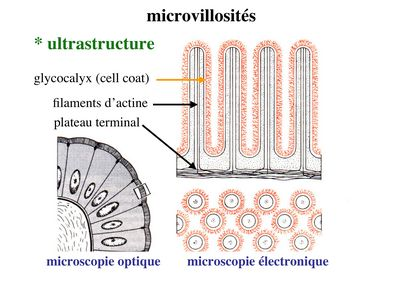 microvillosités
* ultrastructure
glycocalyx (cell coat)
filaments d’actine
plateau terminal
microscopie optique
microscopie électronique